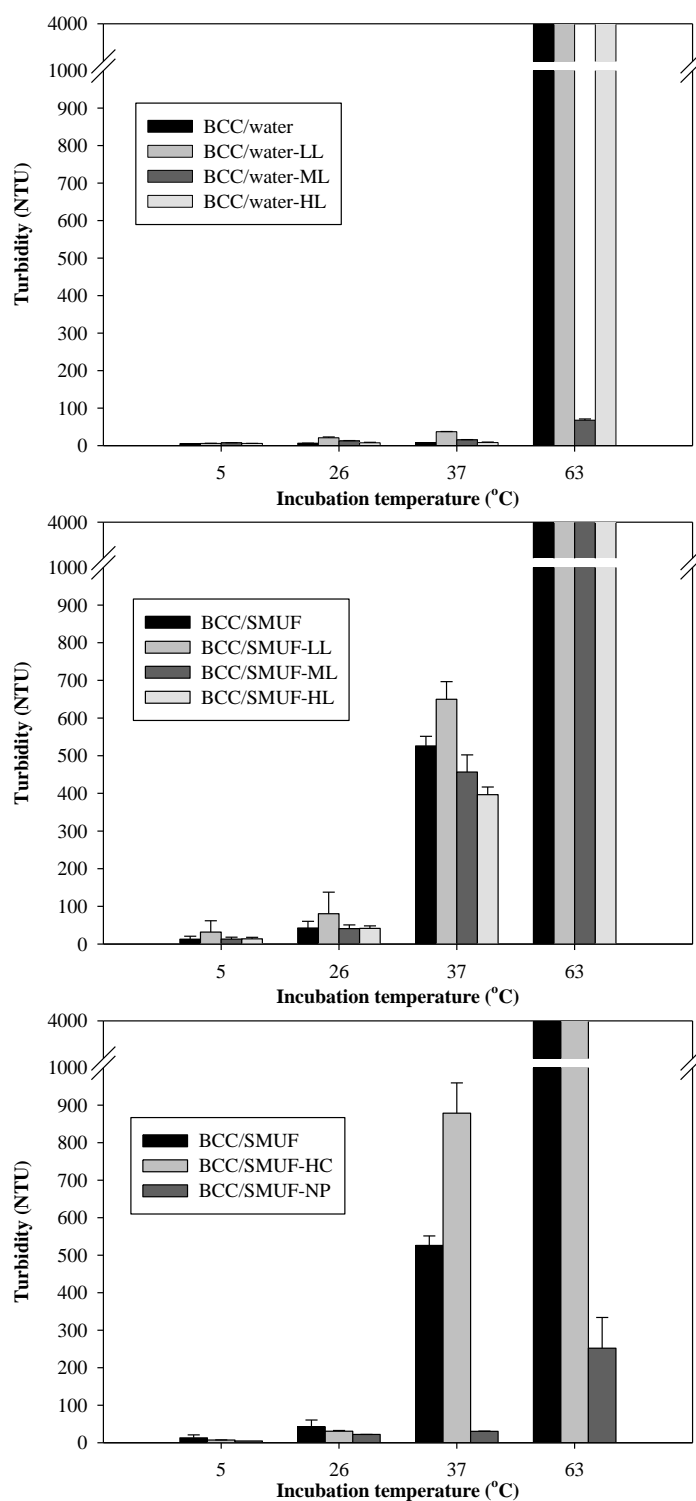 4000
1000
900
800
700
600
500
400
300
200
100
0
Turbidity (NTU)
BCC/water
BCC/water-LL
BCC/water-ML
BCC/water-HL
5 26 37 63
Incubation temperature (°C)
4000
1000
900
800
700
600
500
400
300
200
100
0
Turbidity (NTU)
BCC/SMUF
BCC/SMUF-LL
BCC/SMUF-ML
BCC/SMUF-HL
5 26 37 63
Incubation temperature (°C)
4000
1000
900
800
700
600
500
400
300
200
100
0
Turbidity (NTU)
BCC/SMUF
BCC/SMUF-HC
BCC/SMUF-NP
5 26 37 63
Incubation temperature (°C)